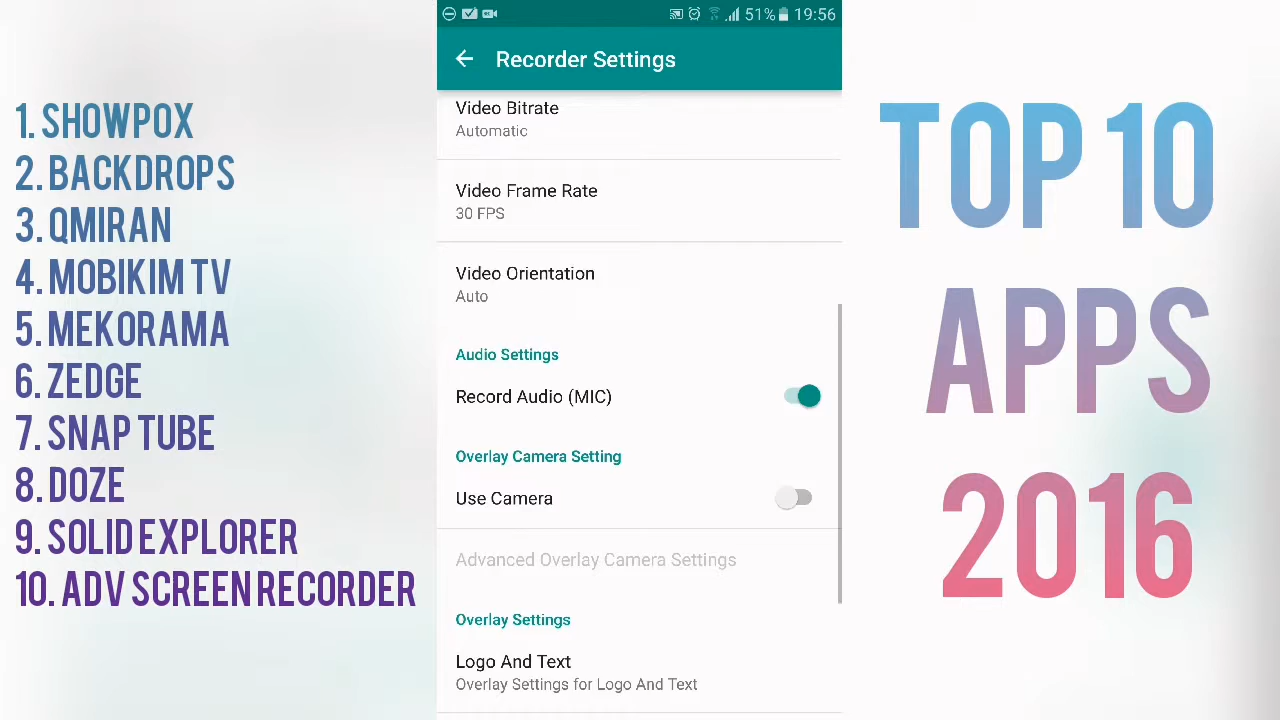 1. SHOWPOX
2. BACKDROPS
3. QMIRAN
4. MOBIKIM TV
5. MEKORAMA
6. ZEDGE
7. SNAP TUBE
8. DOZE
9. SOLID EXPLORER
10. ADV SCREEN RECORDER
51% 19:56
Recorder Settings
Video Bitrate
Automatic
Video Frame Rate
30 FPS
Video Orientation
Auto
Audio Settings
Record Audio (MIC)
Overlay Camera Setting
Use Camera
Advanced Overlay Camera Settings
Overlay Settings
Logo And Text
Overlay Settings for Logo And Text
TOP 10
APPS
2016